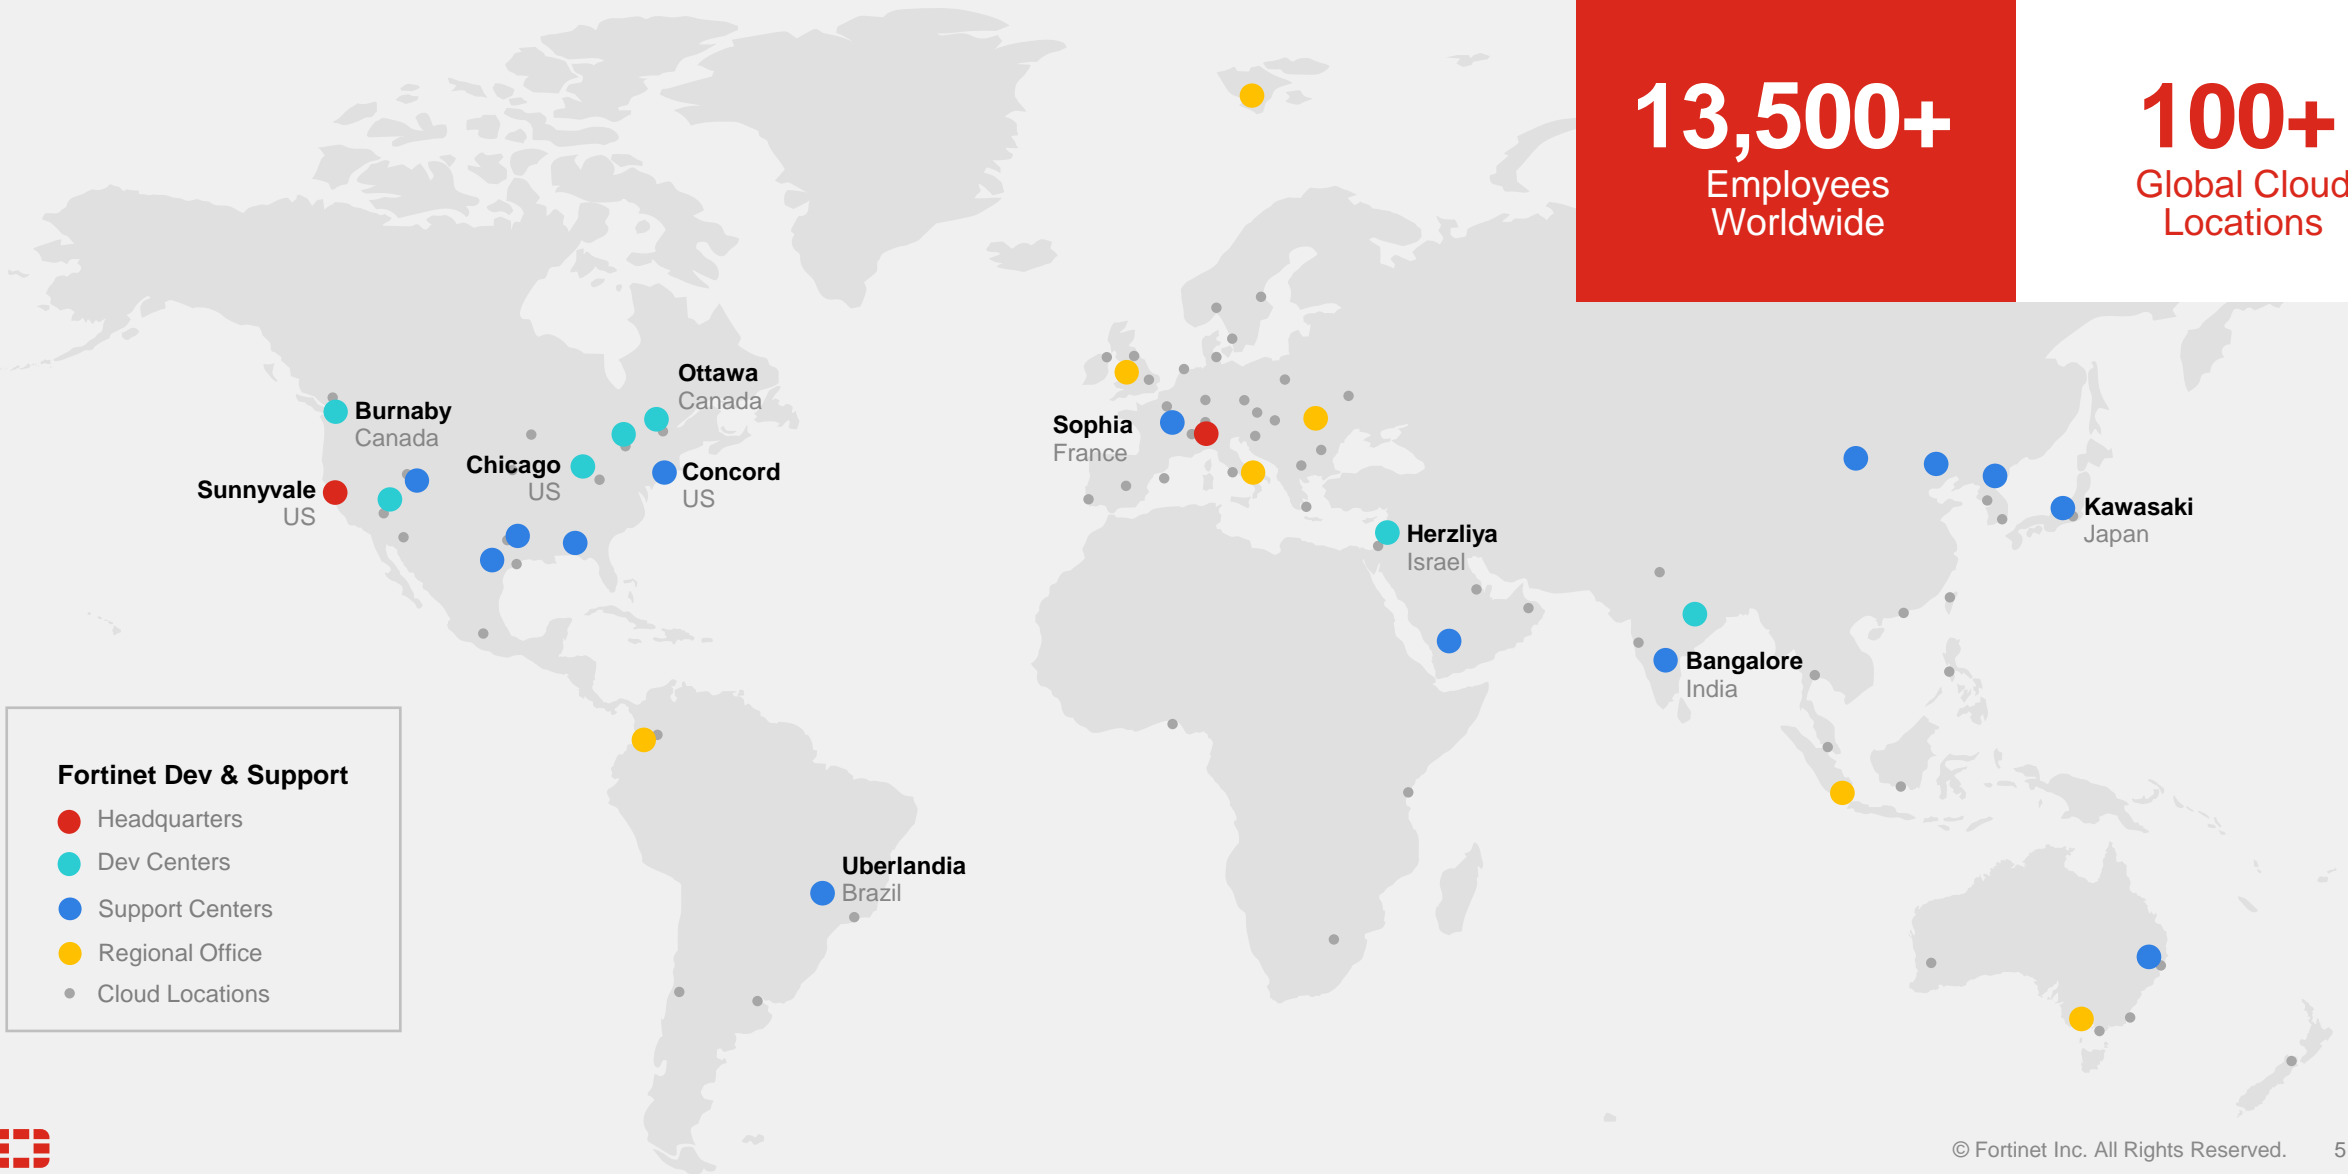 13,500+
Employees
Worldwide
100+
Global Cloud
Locations
Ottawa
Canada
Burnaby
Canada
Chicago
US
Concord
US
Sunnyvale
US
Sophia
France
Herzliya
Israel
Kawasaki
Japan
Bangalore
India
Uberlandia
Brazil
Fortinet Dev & Support
Headquarters
Dev Centers
Support Centers
Regional Office
Cloud Locations
© Fortinet Inc. All Rights Reserved. 5